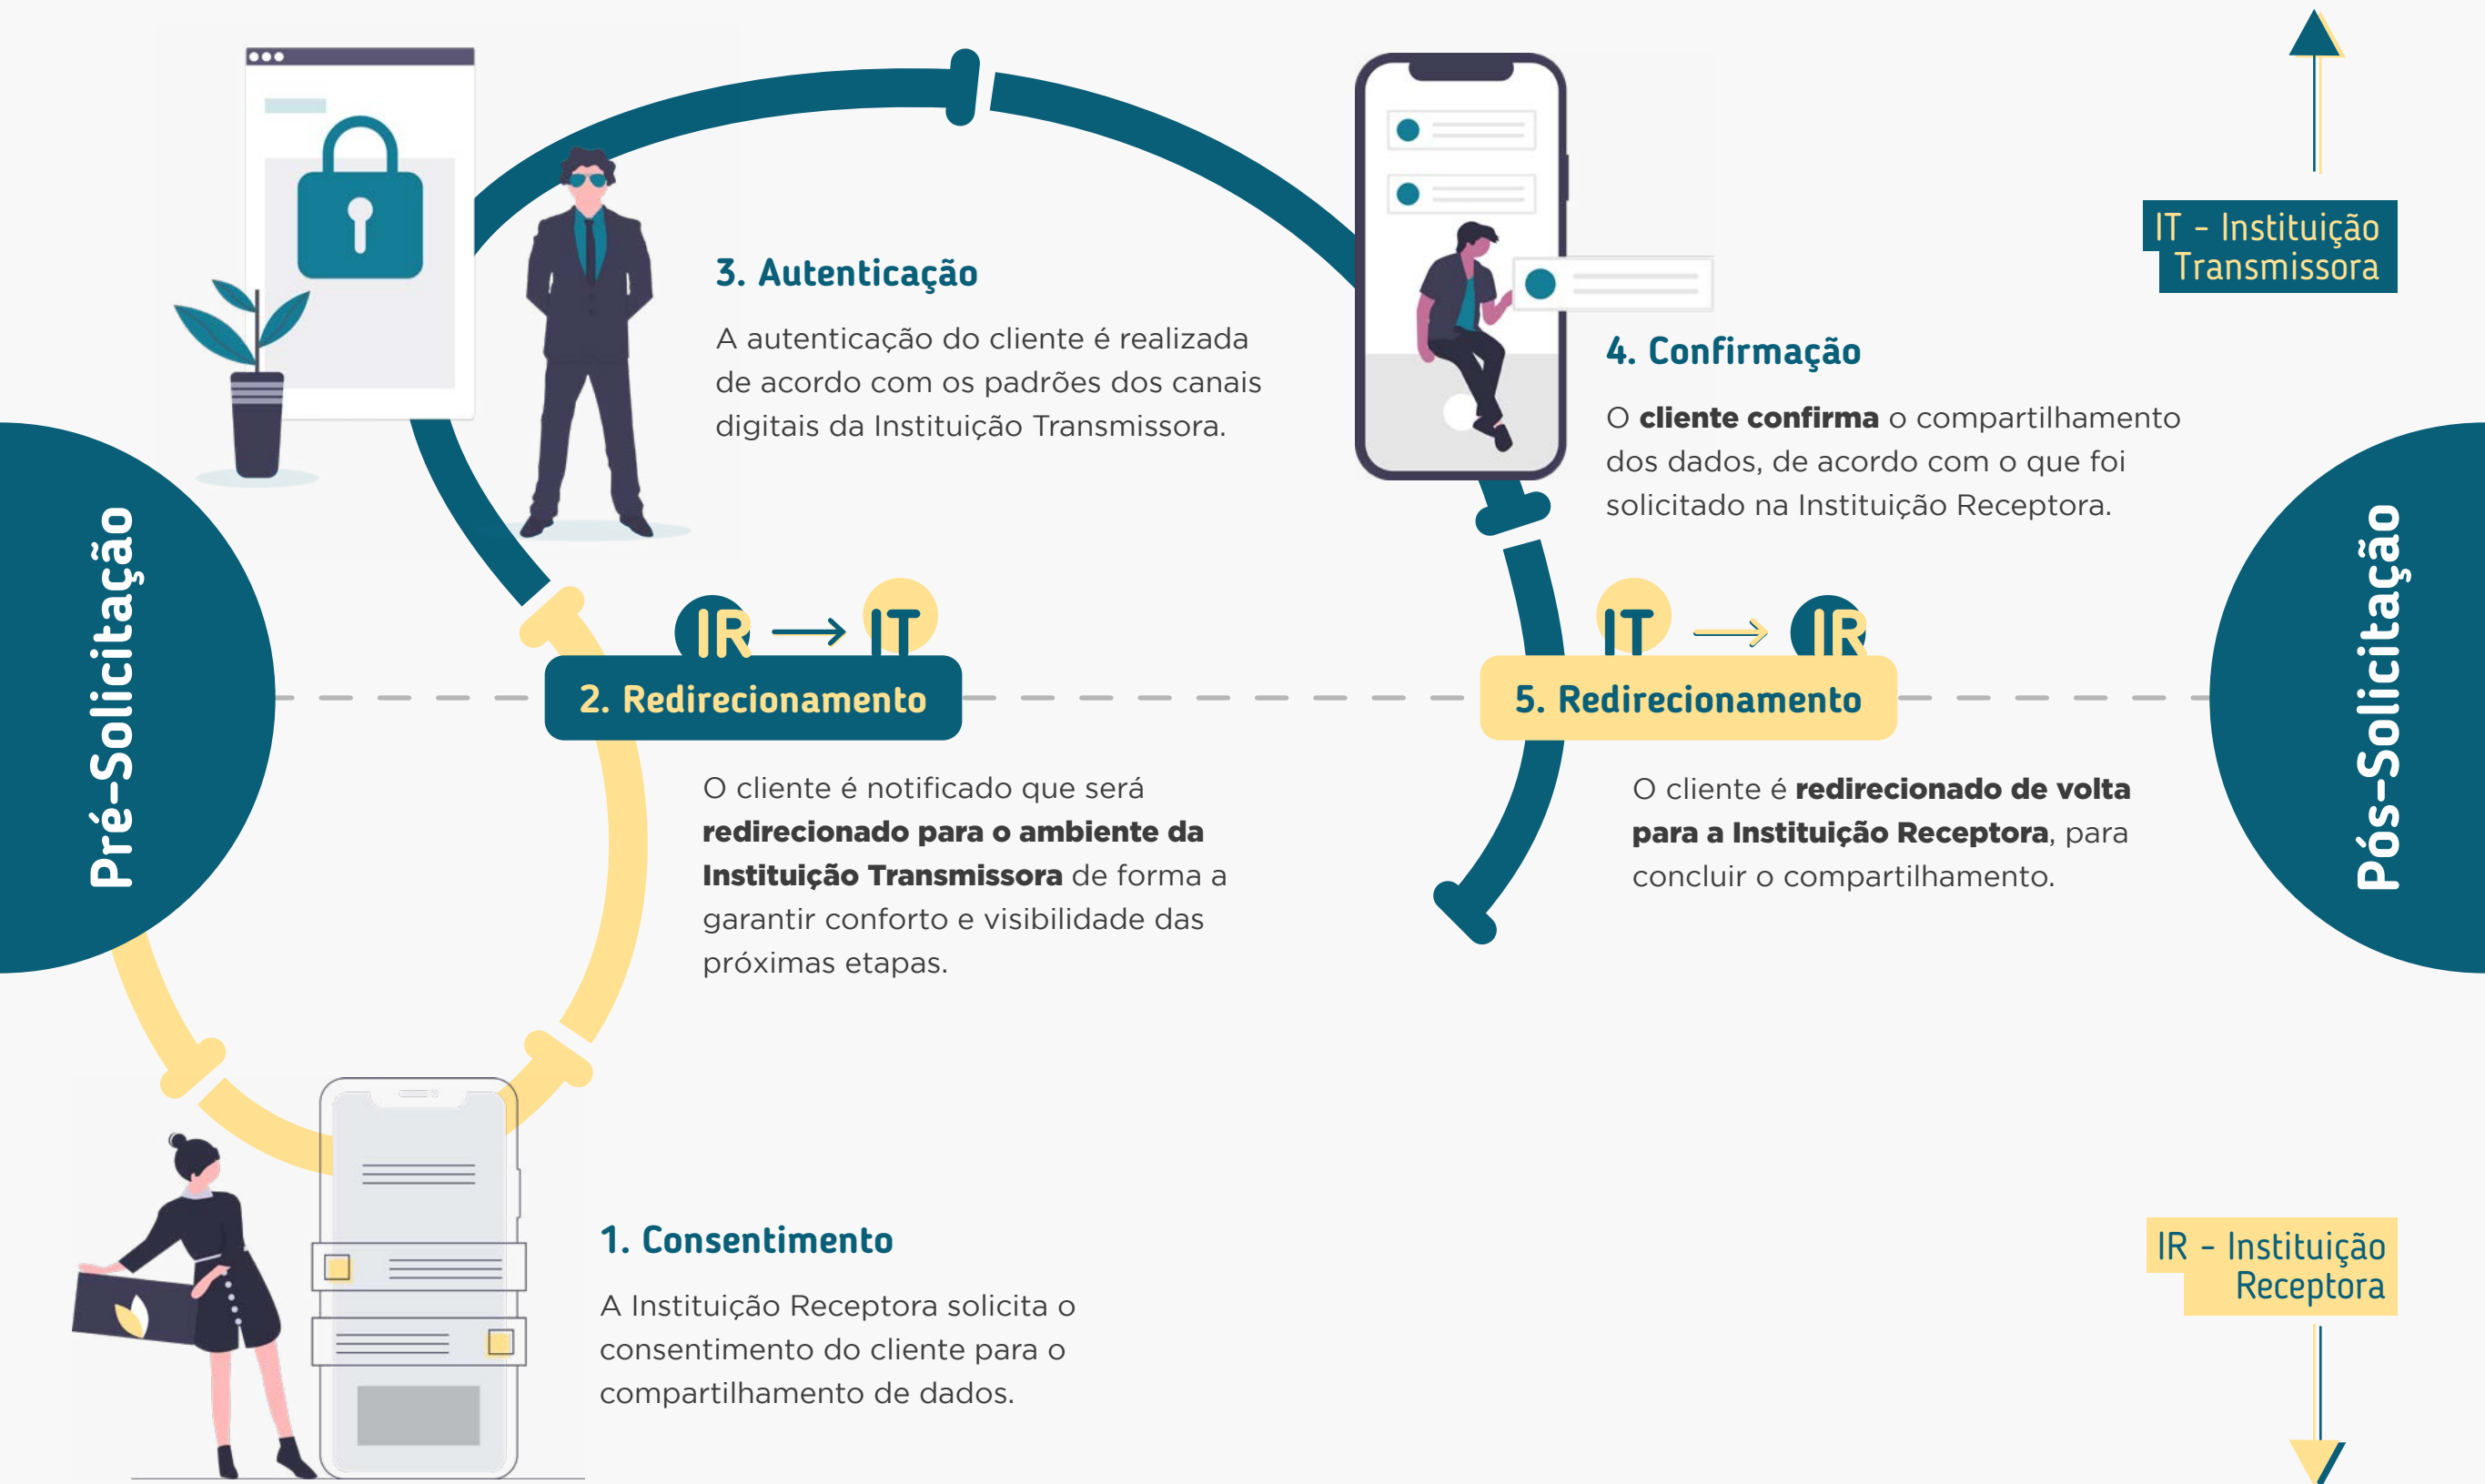 Pré-Solicitação
3. Autenticação
A autenticação do cliente é realizada
de acordo com os padrões dos canais
digitais da Instituição Transmissora.
4. Confirmação
O cliente confirma o compartilhamento
dos dados, de acordo com o que foi
solicitado na Instituição Receptora.
IT - Instituição
Transmissora
IR → IT
2. Redirecionamento
O cliente é notificado que será
redirecionado para o ambiente da
Instituição Transmissora de forma a
garantir conforto e visibilidade das
próximas etapas.
IT → IR
5. Redirecionamento
O cliente é redirecionado de volta
para a Instituição Receptora, para
concluir o compartilhamento.
Pós-Solicitação
1. Consentimento
A Instituição Receptora solicita o
consentimento do cliente para o
compartilhamento de dados.
IR - Instituição
Receptora